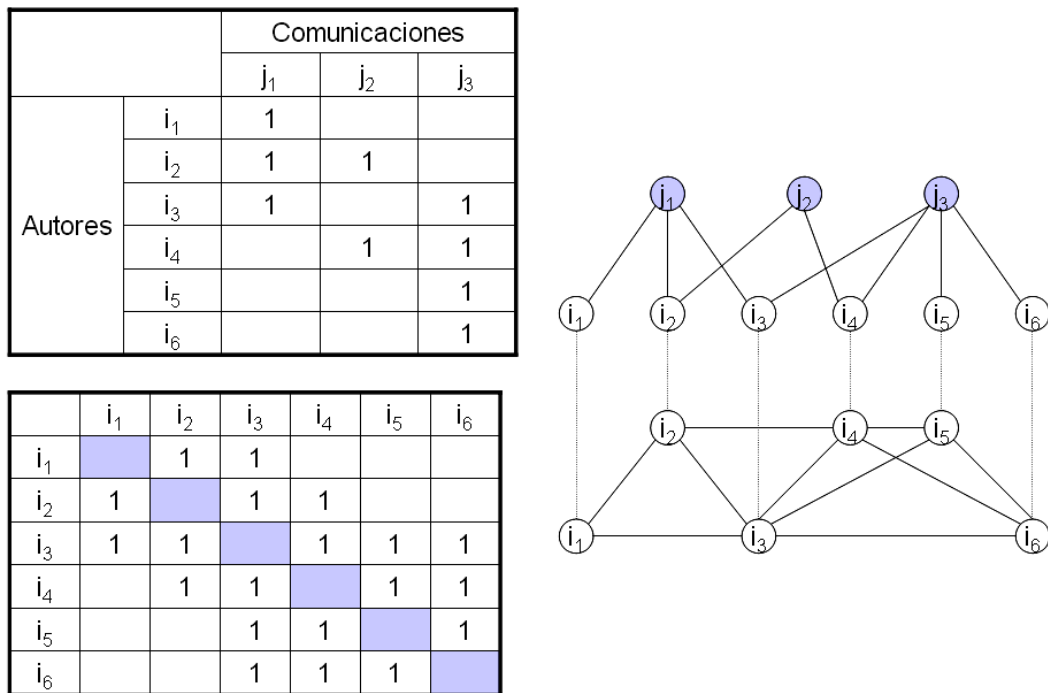 Comunicaciones
j₁ j₂ j₃
Autores
i₁ 1
i₂ 1 1
i₃ 1 1
i₄ 1 1
i₅ 1
i₆ 1
i₁ i₂ i₃ i₄ i₅ i₆
i₁ 1 1
i₂ 1 1 1
i₃ 1 1 1 1 1
i₄ 1 1 1 1
i₅ 1 1 1
i₆ 1 1 1
j₁ j₂ j₃
i₁ i₂ i₃ i₄ i₅ i₆
i₂ i₄ i₅
i₁ i₃ i₆